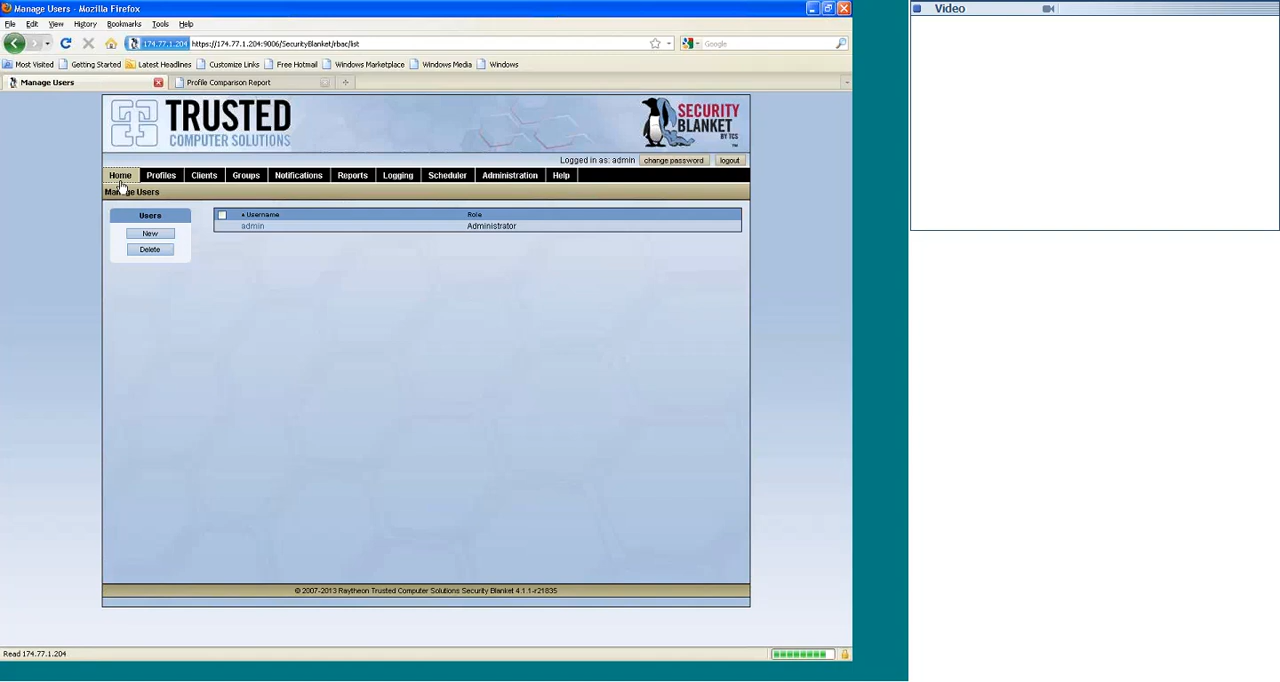 Manage Users - Mozilla Firefox
File Edit View History Bookmarks Tools Help
174.77.1.204 https://174.77.1.204:9006/SecurityBlanket/rbac/list
Google
Most Visited Getting Started Latest Headlines Customize Links Free Hotmail Windows Marketplace Windows Media Windows
Manage Users Profile Comparison Report
TRUSTED
COMPUTER SOLUTIONS
SECURITY
BLANKET
BY TCS
TM
Logged in as: admin change password logout
Home Profiles Clients Groups Notifications Reports Logging Scheduler Administration Help
Manage Users
Users
New
Delete
Username Role
admin Administrator
© 2007-2013 Raytheon Trusted Computer Solutions Security Blanket 4.1.1-r21835
Read 174.77.1.204
Video